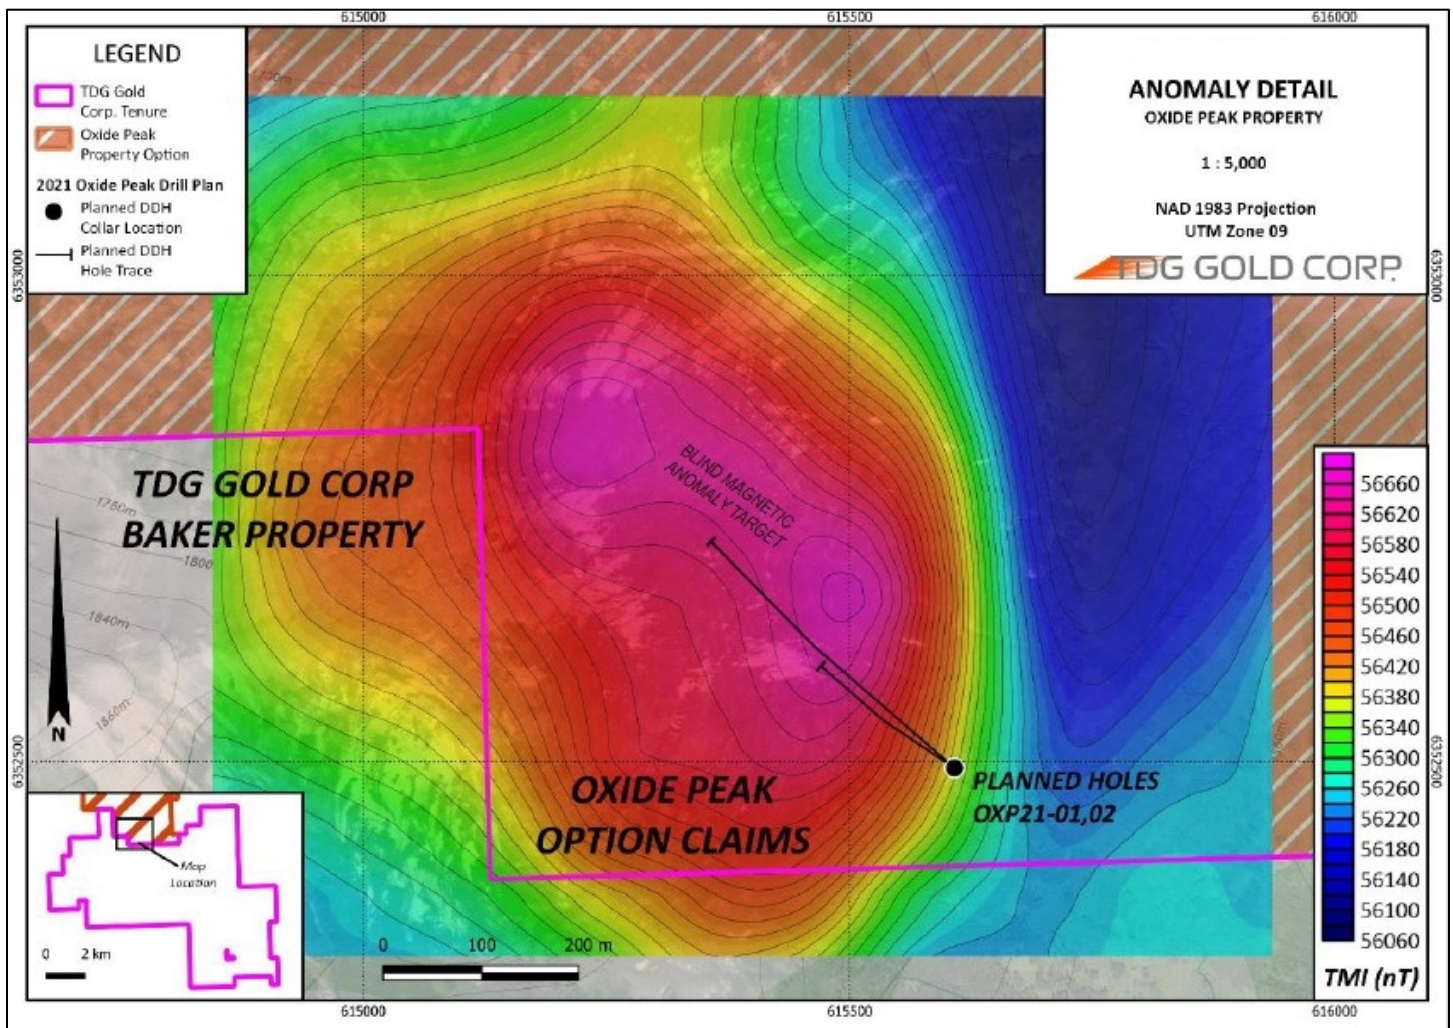 615000
615500
616000
LEGEND
TDG Gold
Corp. Tenure
Oxide Peak
Property Option
2021 Oxide Peak Drill Plan
Planned DDH
Collar Location
Planned DDH
Hole Trace
ANOMALY DETAIL
OXIDE PEAK PROPERTY
1 : 5,000
NAD 1983 Projection
UTM Zone 09
TDG GOLD CORP.
6353000
6353000
BLIND MAGNETIC
ANOMALY TARGET
TDG GOLD CORP
BAKER PROPERTY
1780m
1800
1840m
1860m
N
6352500
6352500
PLANNED HOLES
OXP21-01,02
OXIDE PEAK
OPTION CLAIMS
56660
56620
56580
56540
56500
56460
56420
56380
56340
56300
56260
56220
56180
56140
56100
56060
TMI (nT)
Map
Location
0 2 km
0 100 200 m
615000
615500
616000